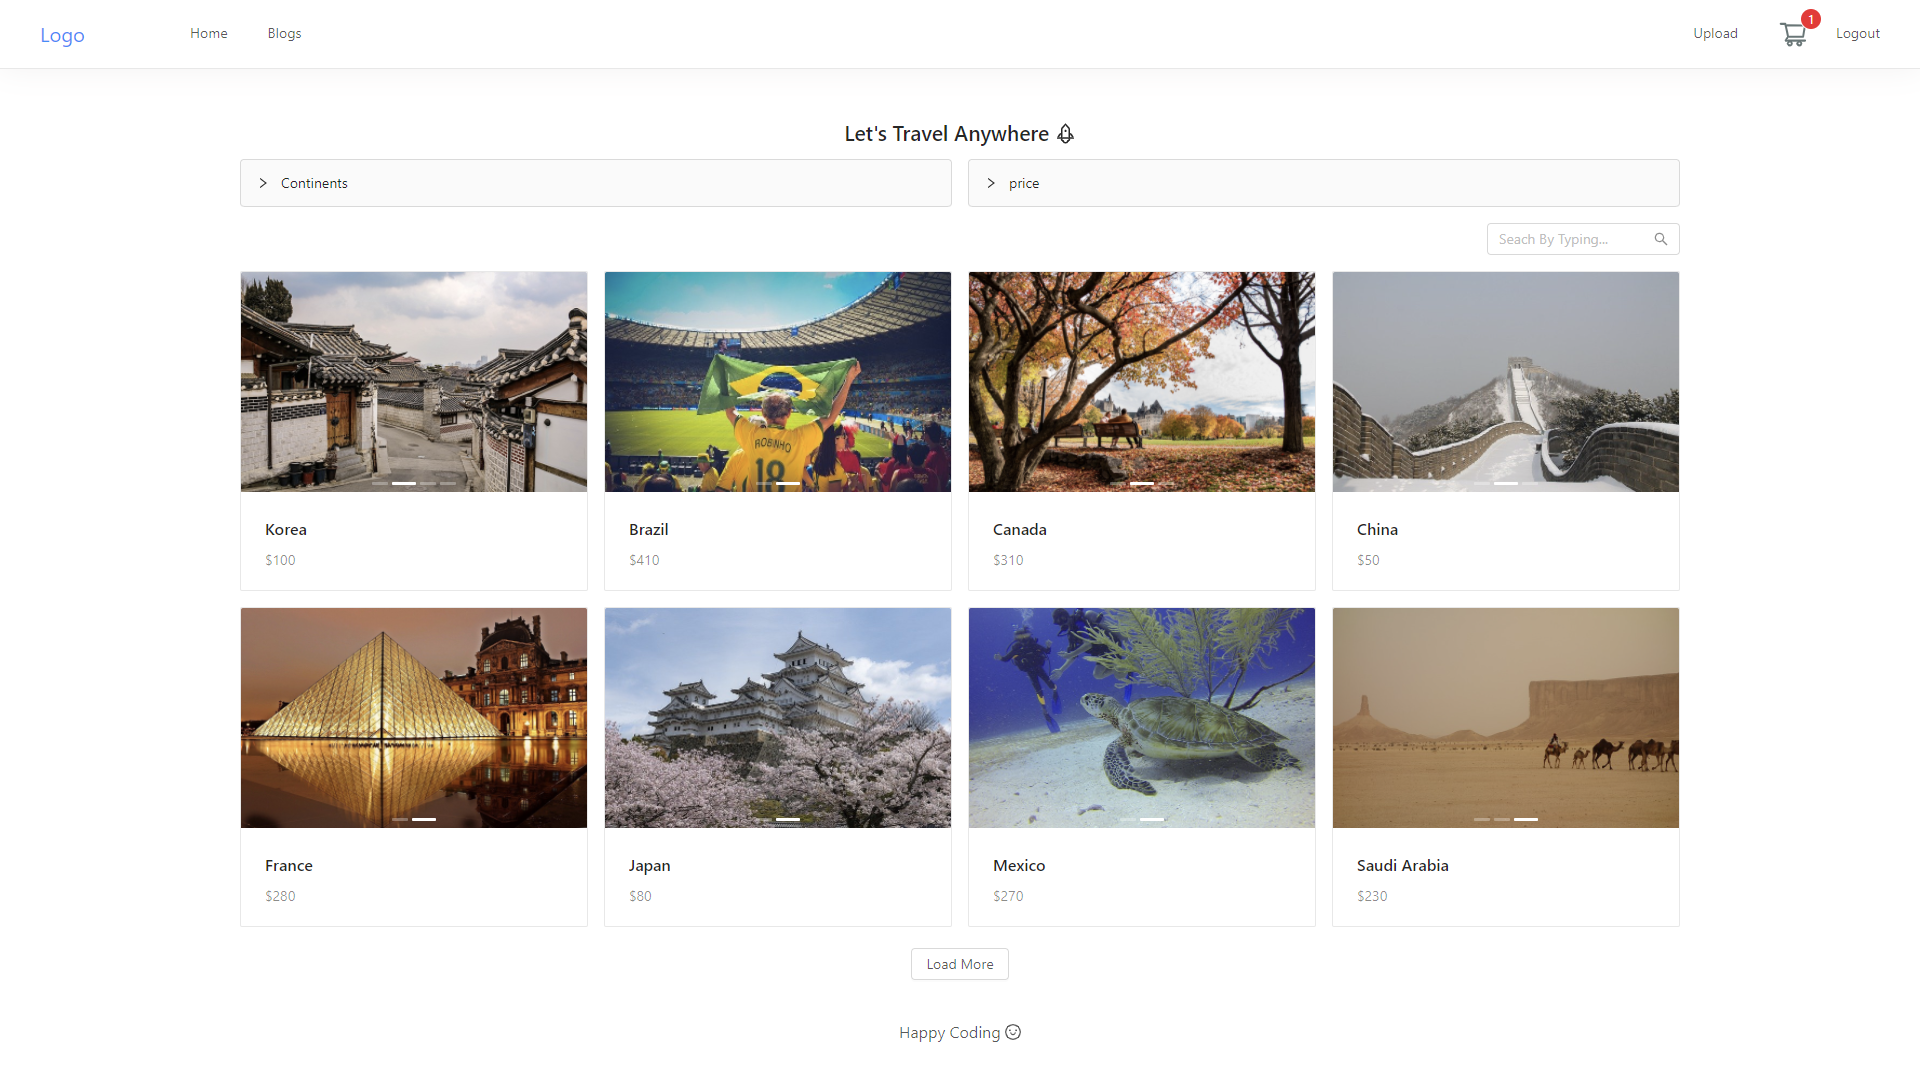 Logo
Home
Blogs
Upload
1
Logout
Let's Travel Anywhere
Continents
price
Seach By Typing...
ROBINHO
18
Korea
$100
Brazil
$410
Canada
$310
China
$50
France
$280
Japan
$80
Mexico
$270
Saudi Arabia
$230
Load More
Happy Coding